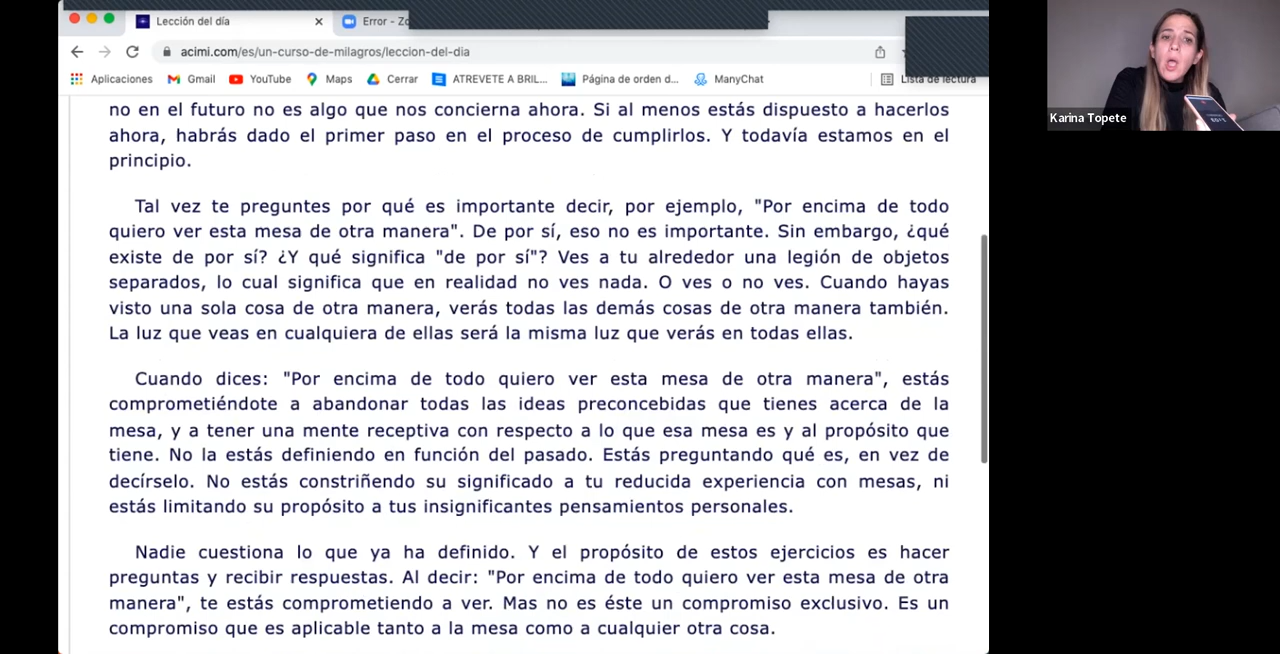 Lección del día
Error - Zo
acimi.com/es/un-curso-de-milagros/leccion-del-dia
Aplicaciones Gmail YouTube Maps Cerrar ATREVETE A BRIL... Página de orden d... ManyChat Lista de lectura
Karina Topete
no en el futuro no es algo que nos concierna ahora. Si al menos estás dispuesto a hacerlos
ahora, habrás dado el primer paso en el proceso de cumplirlos. Y todavía estamos en el
principio.
Tal vez te preguntes por qué es importante decir, por ejemplo, "Por encima de todo
quiero ver esta mesa de otra manera". De por sí, eso no es importante. Sin embargo, ¿qué
existe de por sí? ¿Y qué significa "de por sí"? Ves a tu alrededor una legión de objetos
separados, lo cual significa que en realidad no ves nada. O ves o no ves. Cuando hayas
visto una sola cosa de otra manera, verás todas las demás cosas de otra manera también.
La luz que veas en cualquiera de ellas será la misma luz que verás en todas ellas.
Cuando dices: "Por encima de todo quiero ver esta mesa de otra manera", estás
comprometiéndote a abandonar todas las ideas preconcebidas que tienes acerca de la
mesa, y a tener una mente receptiva con respecto a lo que esa mesa es y al propósito que
tiene. No la estás definiendo en función del pasado. Estás preguntando qué es, en vez de
decírselo. No estás constriñendo su significado a tu reducida experiencia con mesas, ni
estás limitando su propósito a tus insignificantes pensamientos personales.
Nadie cuestiona lo que ya ha definido. Y el propósito de estos ejercicios es hacer
preguntas y recibir respuestas. Al decir: "Por encima de todo quiero ver esta mesa de otra
manera", te estás comprometiendo a ver. Mas no es éste un compromiso exclusivo. Es un
compromiso que es aplicable tanto a la mesa como a cualquier otra cosa.